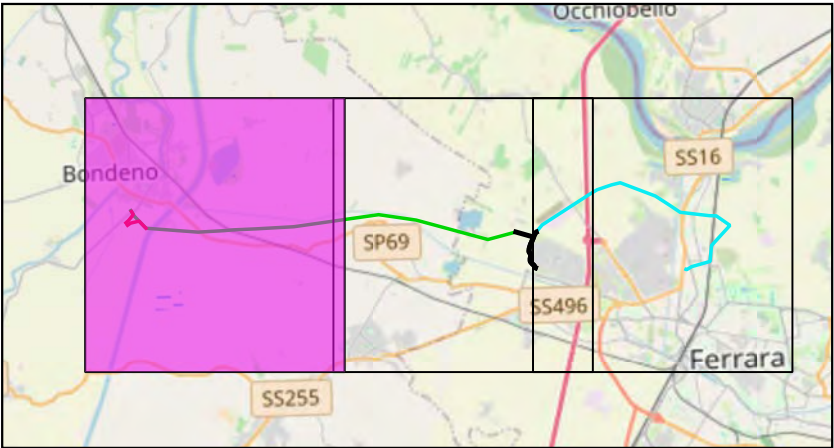 Occhiobello
SS16
Bondeno
SP69
SS496
Ferrara
SS255